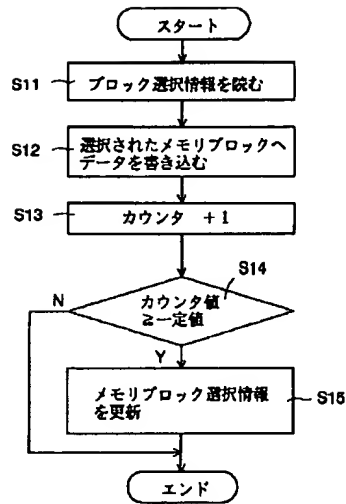 スタート
S11
ブロック選択情報を読む
S12
選択されたメモリブロックへ
データを書き込む
S13
カウンタ +1
S14
カウンタ値
≧一定値
N
Y
メモリブロック選択情報
を更新
S15
エンド